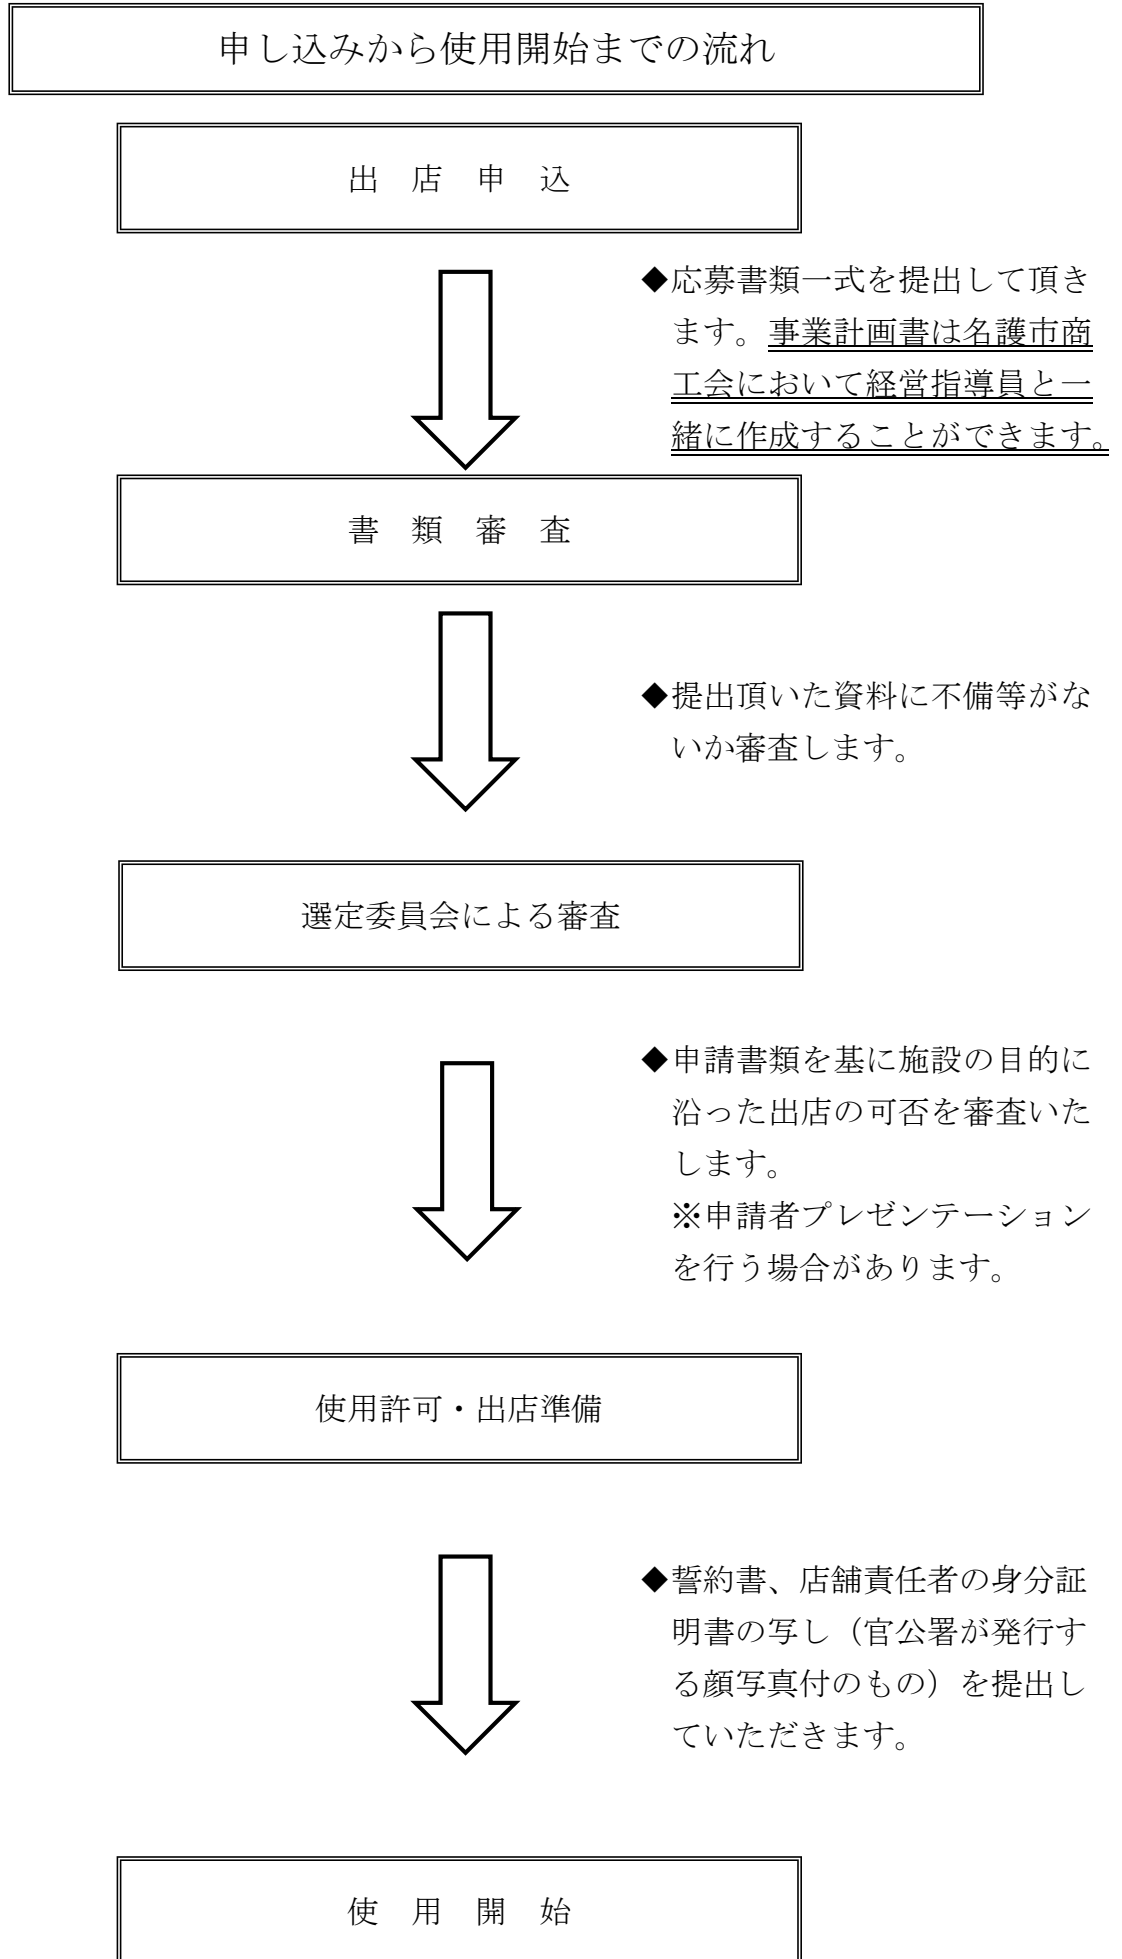 申し込みから使用開始までの流れ
出　店　申　込
◆応募書類一式を提出して頂き
ます。事業計画書は名護市商
工会において経営指導員と一
緒に作成することができます。
書　類　審　査
◆提出頂いた資料に不備等がな
いか審査します。
選定委員会による審査
◆申請書類を基に施設の目的に
沿った出店の可否を審査いた
します。
※申請者プレゼンテーション
を行う場合があります。
使用許可・出店準備
◆誓約書、店舗責任者の身分証
明書の写し（官公署が発行す
る顔写真付のもの）を提出し
ていただきます。
使　用　開　始